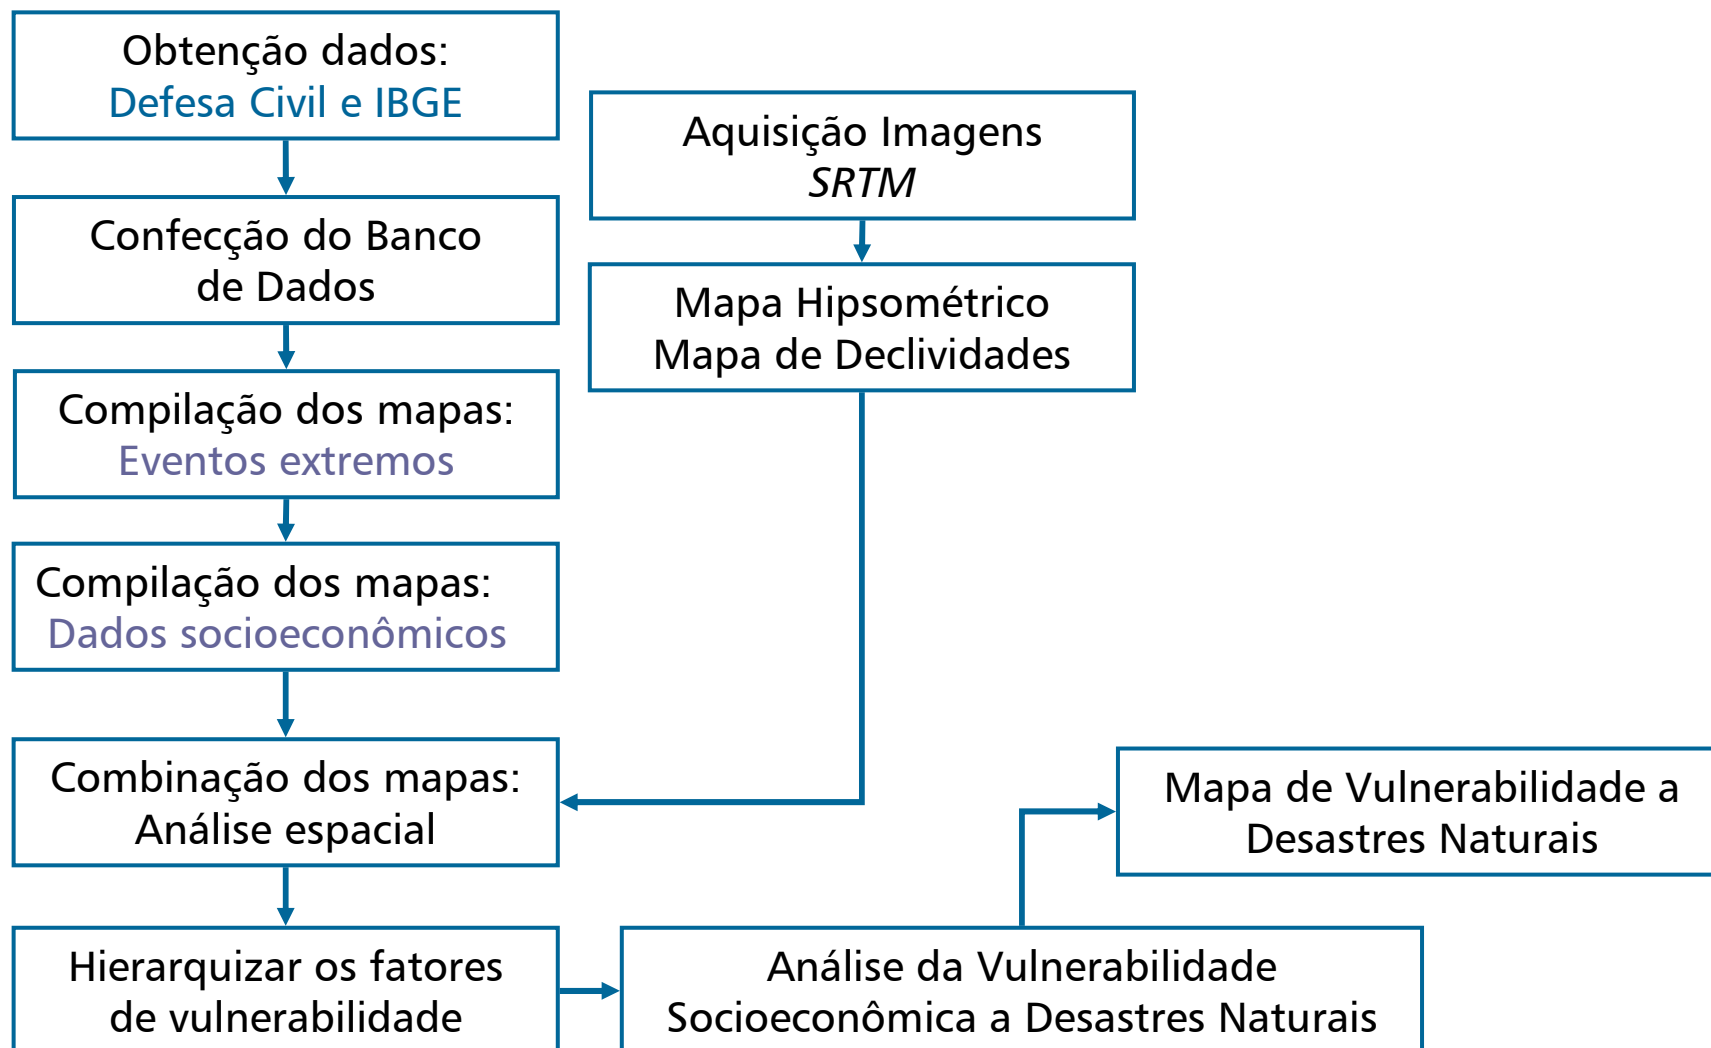 Obtenção dados:
Defesa Civil e IBGE
Aquisição Imagens
SRTM
Confecção do Banco
de Dados
Mapa Hipsométrico
Mapa de Declividades
Compilação dos mapas:
Eventos extremos
Compilação dos mapas:
Dados socioeconômicos
Combinação dos mapas:
Análise espacial
Mapa de Vulnerabilidade a
Desastres Naturais
Hierarquizar os fatores
de vulnerabilidade
Análise da Vulnerabilidade
Socioeconômica a Desastres Naturais